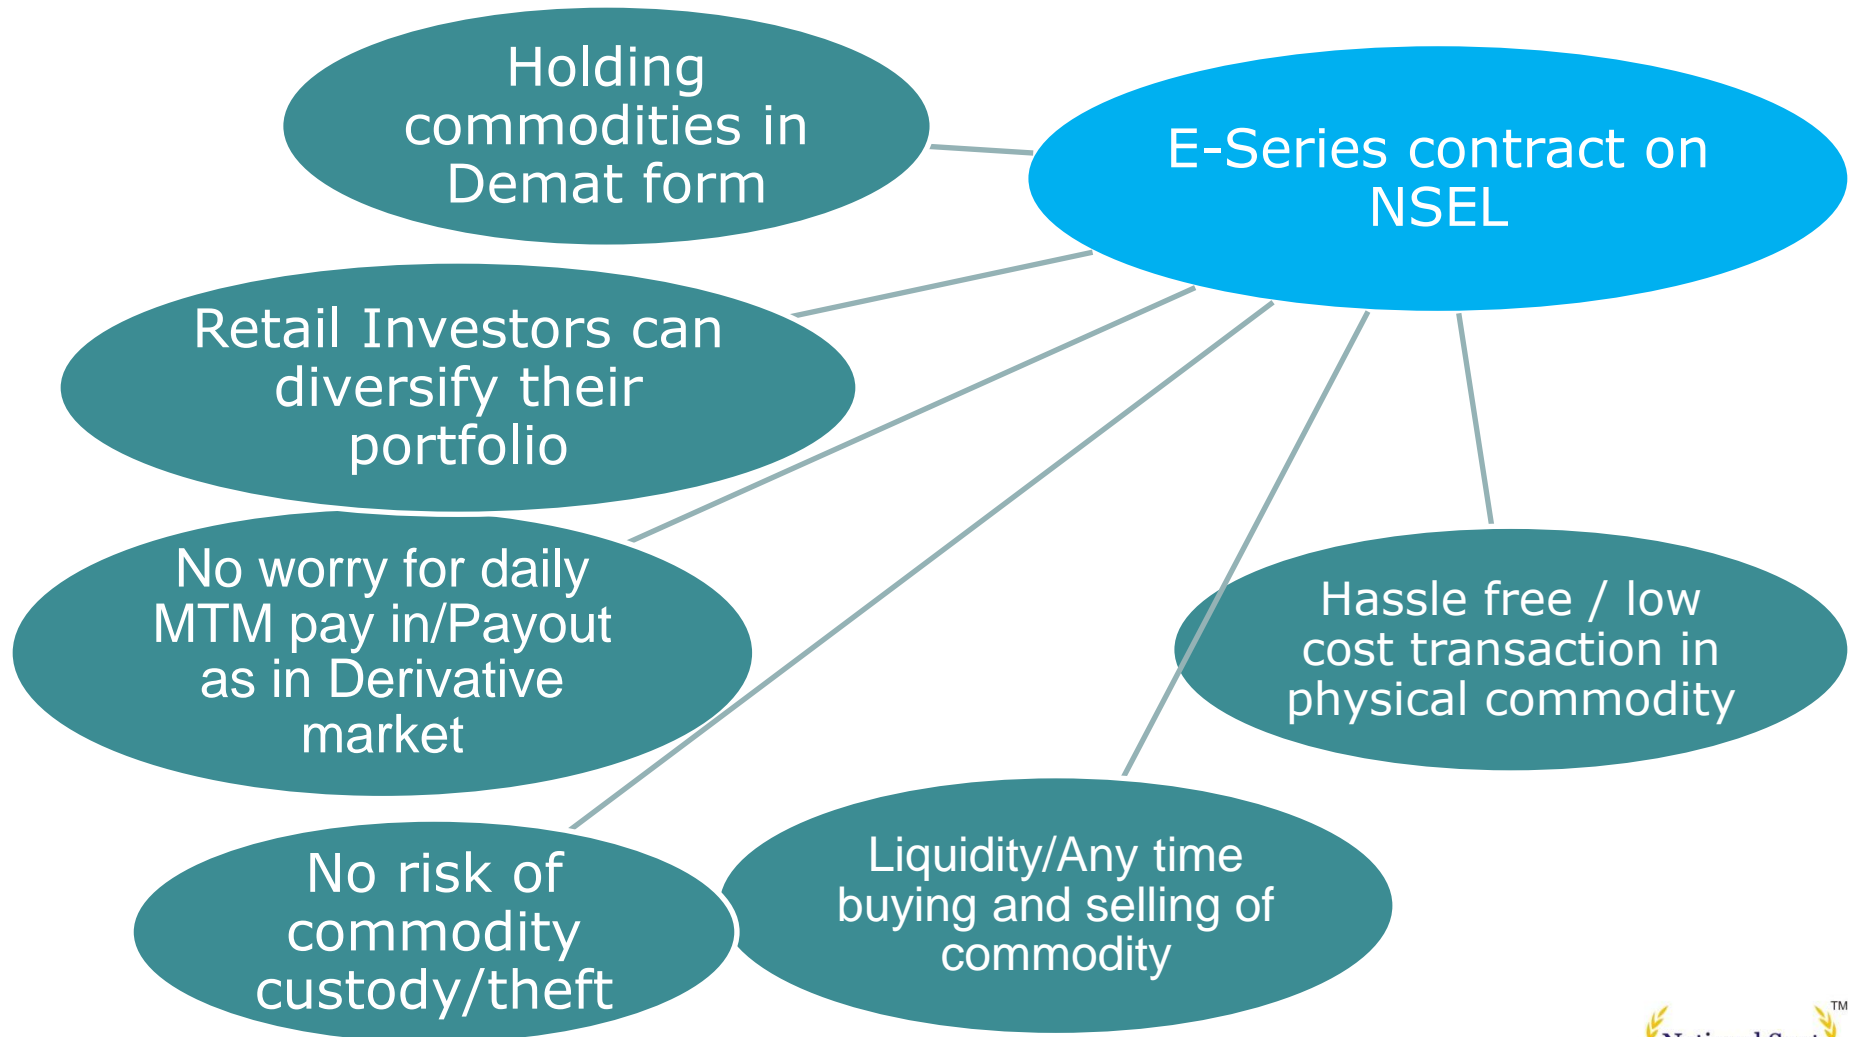 Holding
commodities in
Demat form
E-Series contract on
NSEL
Retail Investors can
diversify their
portfolio
No worry for daily
MTM pay in/Payout
as in Derivative
market
Hassle free / low
cost transaction in
physical commodity
No risk of
commodity
custody/theft
Liquidity/Any time
buying and selling of
commodity
TM
National Spot